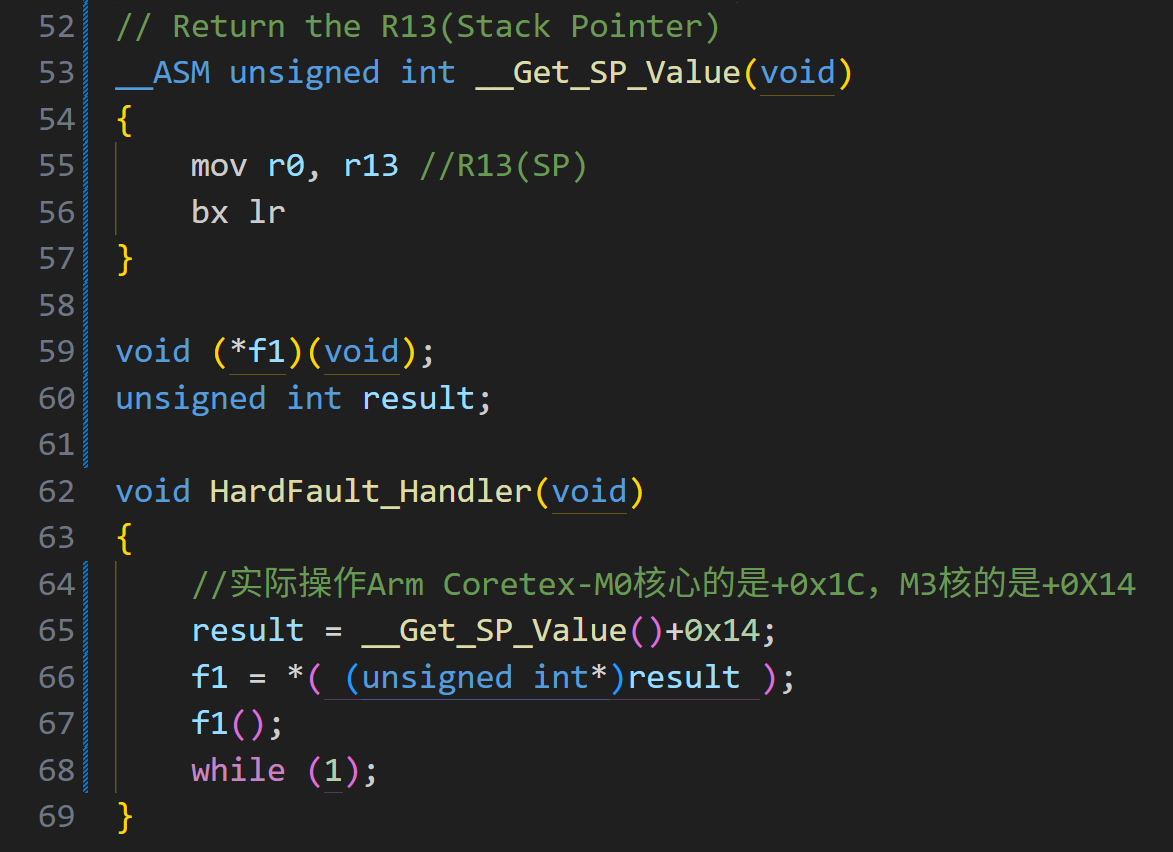 52 // Return the R13(Stack Pointer)
53 __ASM unsigned int __Get_SP_Value(void)
54 {
55     mov r0, r13 //R13(SP)
56     bx lr
57 }
58
59 void (*f1)(void);
60 unsigned int result;
61
62 void HardFault_Handler(void)
63 {
64     //实际操作Arm Coretex-M0核心的是+0x1C，M3核的是+0X14
65     result = __Get_SP_Value()+0x14;
66     f1 = *( (unsigned int*)result );
67     f1();
68     while (1);
69 }